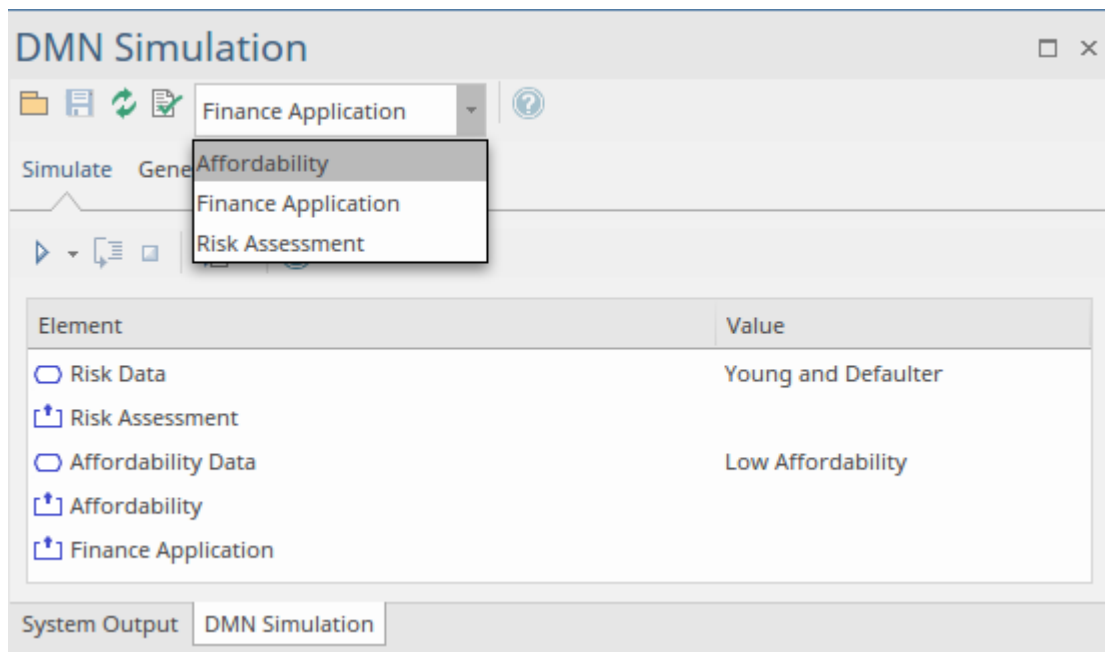 DMN Simulation
Finance Application
Simulate Gene
Affordability
Finance Application
Risk Assessment
Element Value
Risk Data Young and Defaulter
Risk Assessment
Affordability Data Low Affordability
Affordability
Finance Application
System Output DMN Simulation